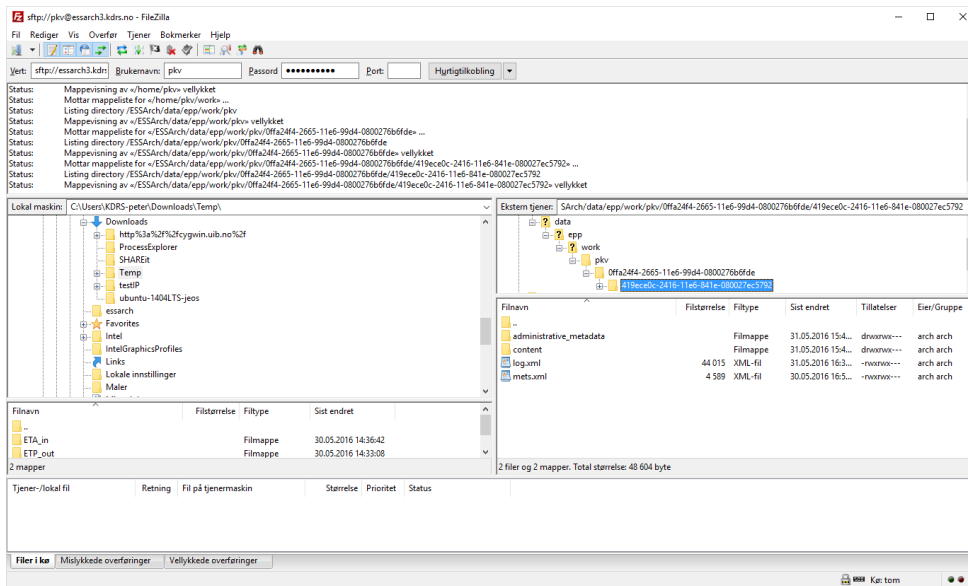 sftp://pkv@essarch3.kdrs.no - FileZilla
Fil Rediger Vis Overfør Tjener Bokmerker Hjelp
Vert: sftp://essarch3.kdr: Brukernavn: pkv Passord ●●●●●●●●●● Port: Hurtigtilkobling
Status: Mappevisning av «/home/pkv» vellykket
Status: Mottar mappeliste for «/home/pkv/work» ...
Status: Listing directory /ESSArch/data/epp/work/pkv
Status: Mappevisning av «/ESSArch/data/epp/work/pkv» vellykket
Status: Mottar mappeliste for «/ESSArch/data/epp/work/pkv/0ffa24f4-2665-11e6-99d4-0800276b6fde» ...
Status: Listing directory /ESSArch/data/epp/work/pkv/0ffa24f4-2665-11e6-99d4-0800276b6fde
Status: Mappevisning av «/ESSArch/data/epp/work/pkv/0ffa24f4-2665-11e6-99d4-0800276b6fde» vellykket
Status: Mottar mappeliste for «/ESSArch/data/epp/work/pkv/0ffa24f4-2665-11e6-99d4-0800276b6fde/419ece0c-2416-11e6-841e-080027ec5792» ...
Status: Listing directory /ESSArch/data/epp/work/pkv/0ffa24f4-2665-11e6-99d4-0800276b6fde/419ece0c-2416-11e6-841e-080027ec5792
Status: Mappevisning av «/ESSArch/data/epp/work/pkv/0ffa24f4-2665-11e6-99d4-0800276b6fde/419ece0c-2416-11e6-841e-080027ec5792» vellykket
Lokal maskin: C:\Users\KDRS-peter\Downloads\Temp\
Downloads
http%3a%2f%2fcygwin.uib.no%2f
ProcessExplorer
SHAREit
Temp
testIP
ubuntu-1404LTS-jeos
essarch
Favorites
Intel
IntelGraphicsProfiles
Links
Lokale innstillinger
Maler
Filnavn Filstørrelse Filtype Sist endret
..
ETA_in Filmappe 30.05.2016 14:36:42
ETP_out Filmappe 30.05.2016 14:33:08
2 mapper
Ekstern tjener: SArch/data/epp/work/pkv/0ffa24f4-2665-11e6-99d4-0800276b6fde/419ece0c-2416-11e6-841e-080027ec5792
data
epp
work
pkv
0ffa24f4-2665-11e6-99d4-0800276b6fde
419ece0c-2416-11e6-841e-080027ec5792
Filnavn Filstørrelse Filtype Sist endret Tillatelser Eier/Gruppe
..
administrative_metadata Filmappe 31.05.2016 15:4... drwxrwx--- arch arch
content Filmappe 31.05.2016 15:4... drwxrwx--- arch arch
log.xml 44 015 XML-fil 31.05.2016 16:3... -rwxrwx--- arch arch
mets.xml 4 589 XML-fil 30.05.2016 16:5... -rwxrwx--- arch arch
2 filer og 2 mapper. Total størrelse: 48 604 byte
Tjener-/lokal fil Retning Fil på tjenermaskin Størrelse Prioritet Status
Filer i kø Mislykkede overføringer Vellykkede overføringer
Kø: tom